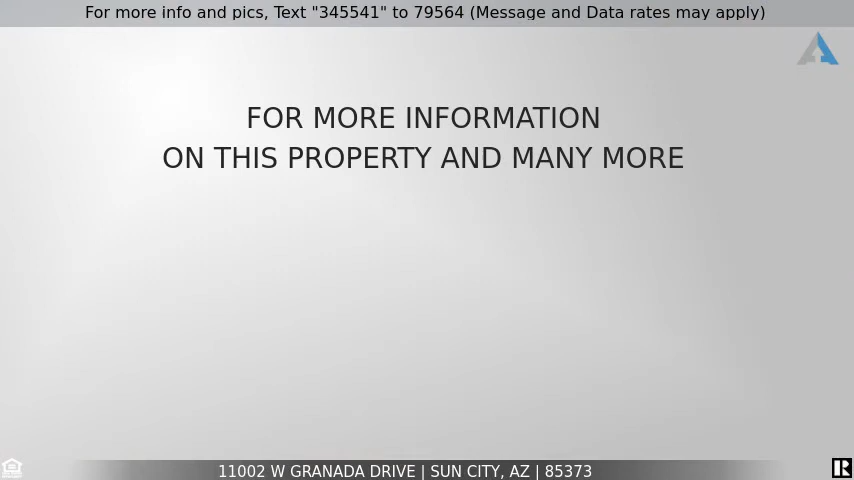 For more info and pics, Text "345541" to 79564 (Message and Data rates may apply)
FOR MORE INFORMATION
ON THIS PROPERTY AND MANY MORE
11002 W GRANADA DRIVE | SUN CITY, AZ | 85373